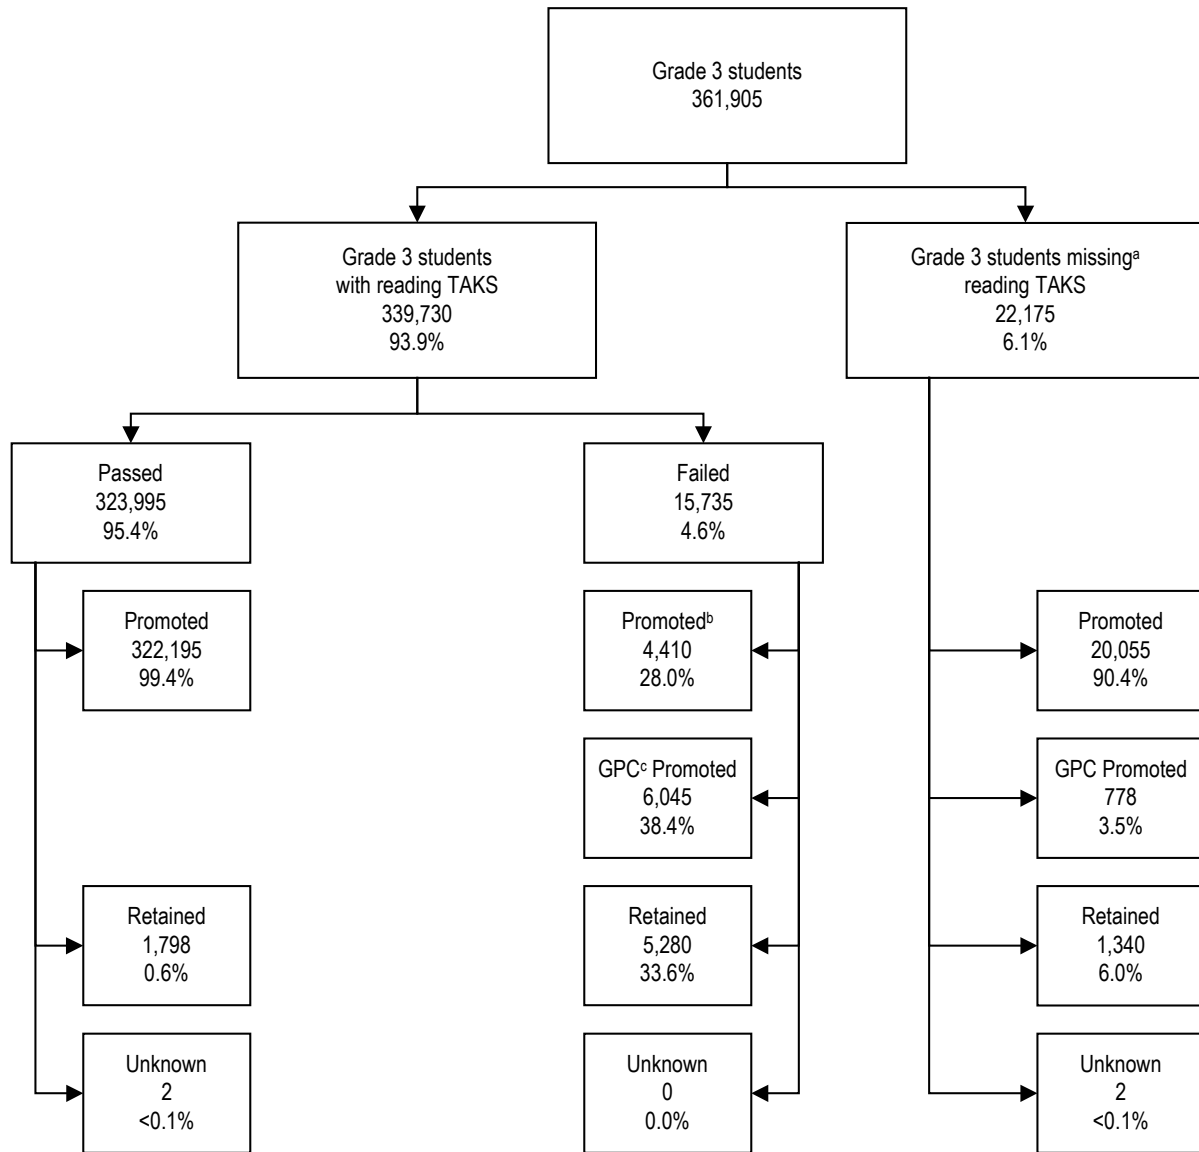 Grade 3 students
361,905
Grade 3 students
with reading TAKS
339,730
93.9%
Grade 3 students missingᵃ
reading TAKS
22,175
6.1%
Passed
323,995
95.4%
Failed
15,735
4.6%
Promoted
322,195
99.4%
Promotedᵇ
4,410
28.0%
Promoted
20,055
90.4%
GPCᶜ Promoted
6,045
38.4%
GPC Promoted
778
3.5%
Retained
1,798
0.6%
Retained
5,280
33.6%
Retained
1,340
6.0%
Unknown
2
<0.1%
Unknown
0
0.0%
Unknown
2
<0.1%